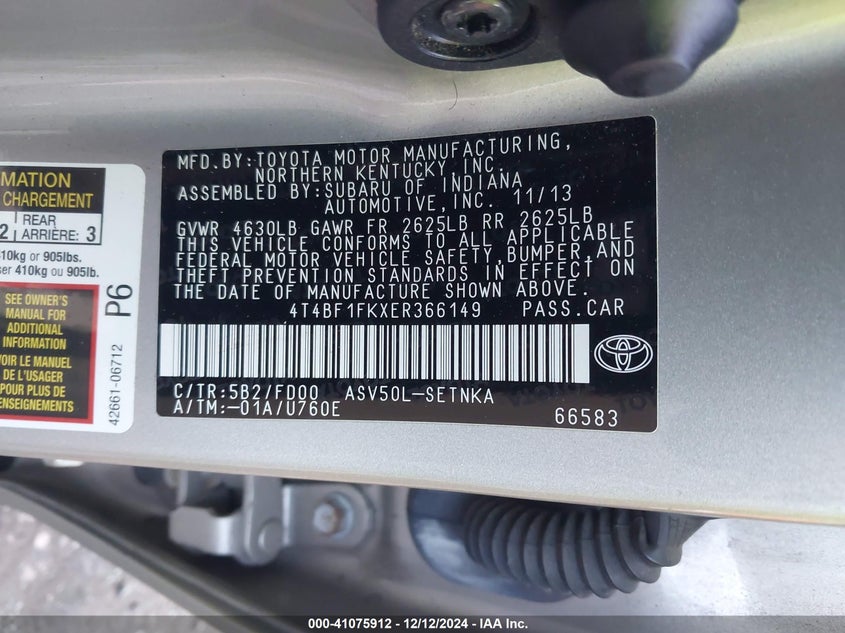 MATION
CHARGEMENT
2 REAR ARRIÈRE: 3
10kg or 905lbs.
ser 410kg ou 905lb.
SEE OWNER'S
MANUAL FOR
ADDITIONAL
INFORMATION
VOIR LE MANUEL
DE L'USAGER
POUR PLUS DE
RENSEIGNEMENTS
P6
42661-06712
MFD.BY:TOYOTA MOTOR MANUFACTURING,
NORTHERN KENTUCKY, INC.
ASSEMBLED BY:SUBARU OF INDIANA
AUTOMOTIVE, INC. 11/13
GVWR 4630LB GAWR FR 2625LB RR 2625LB
THIS VEHICLE CONFORMS TO ALL APPLICABLE
FEDERAL MOTOR VEHICLE SAFETY,BUMPER,AND
THEFT PREVENTION STANDARDS IN EFFECT ON
THE DATE OF MANUFACTURE SHOWN ABOVE.
4T4BF1FKXER366149 PASS.CAR
C/TR:5B2/FD00 ASV50L-SETNKA
A/TM:-01A/U760E 66583
000-41075912 / 12/12/2024 - IAA Inc.